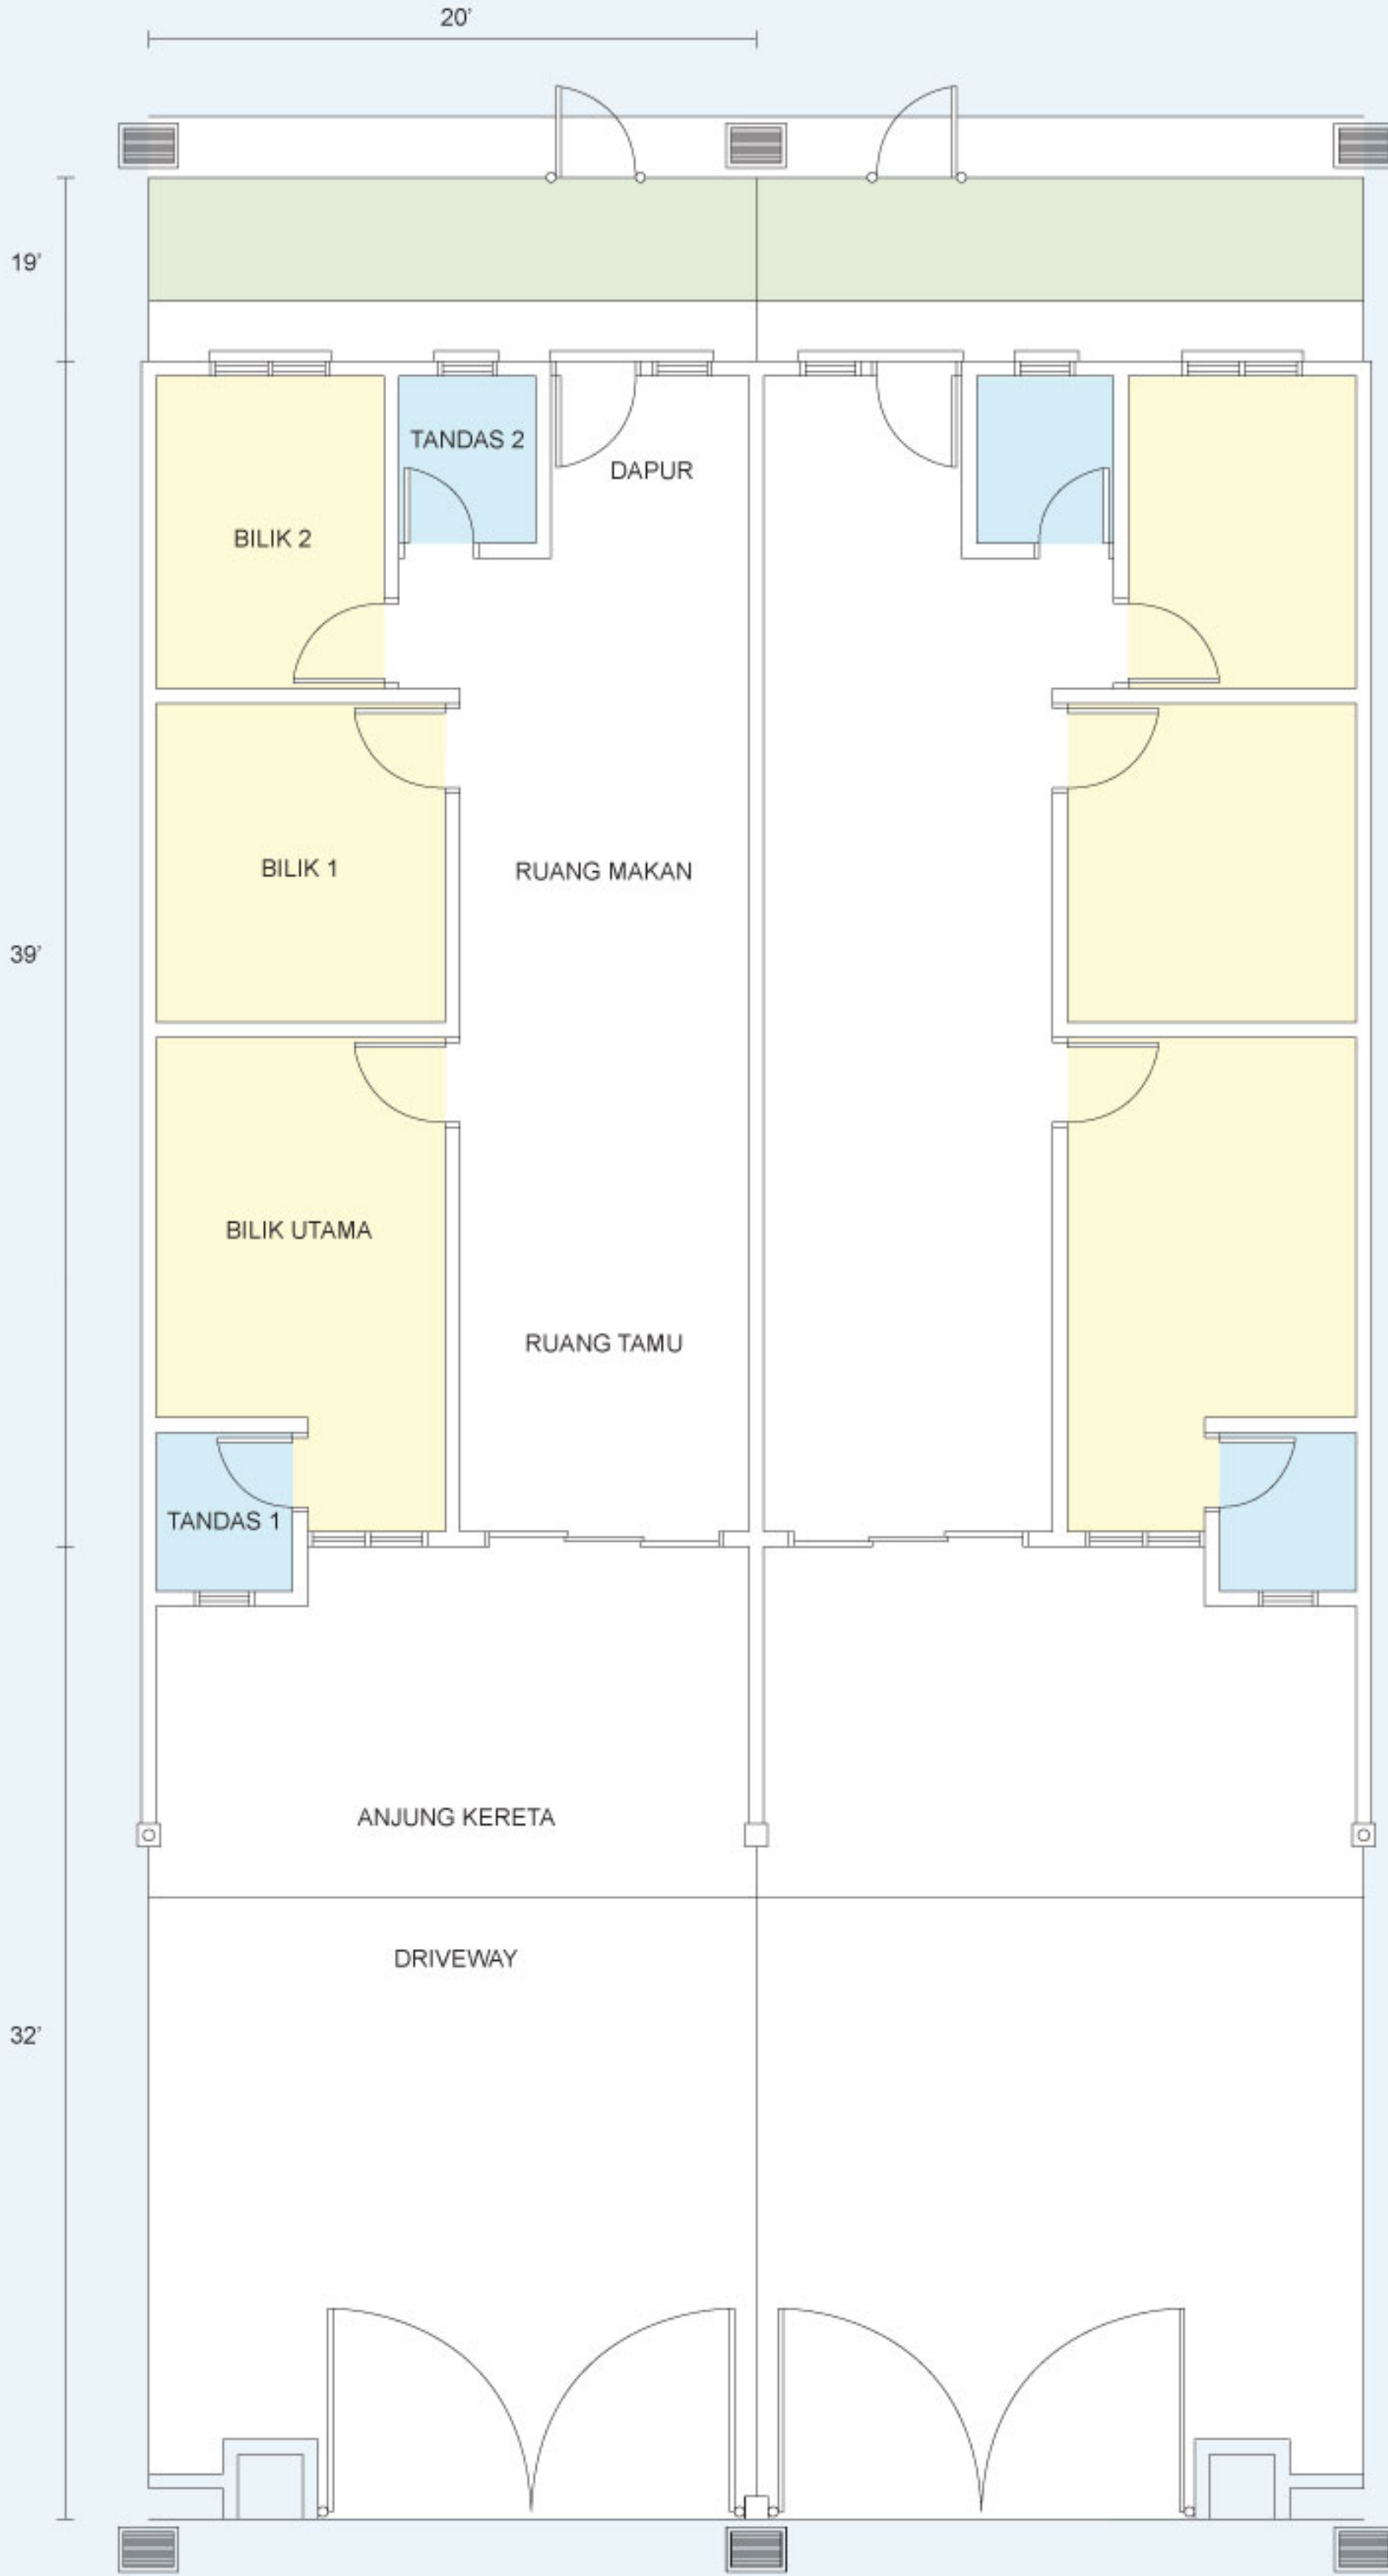 20’
19’
TANDAS 2
DAPUR
BILIK 2
BILIK 1
RUANG MAKAN
39’
BILIK UTAMA
RUANG TAMU
TANDAS 1
ANJUNG KERETA
DRIVEWAY
32’